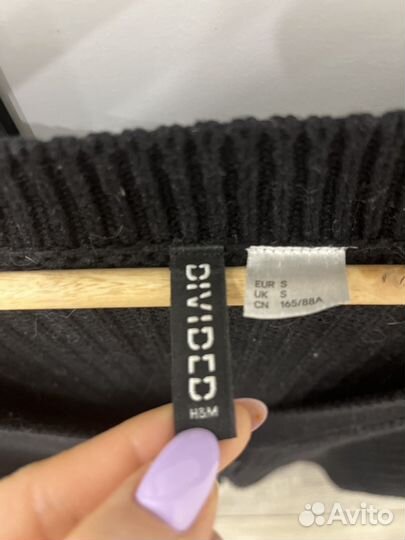 DIVIDED
H&M
EUR S
UK S
CN 165/88A
Avito